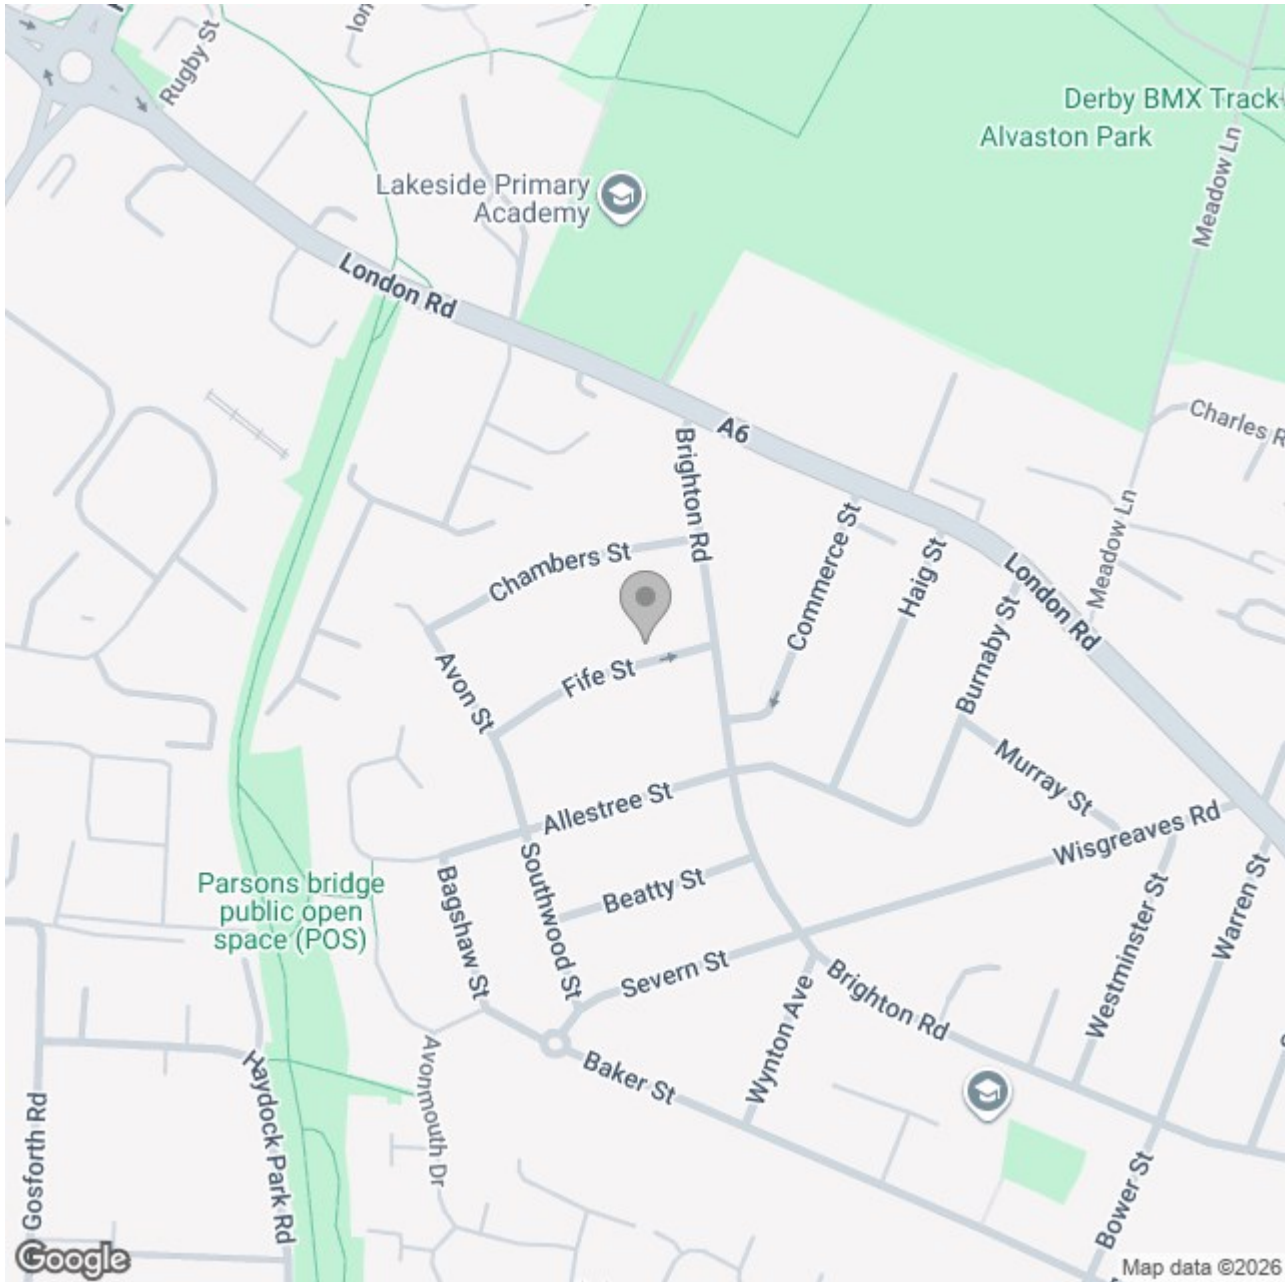 Rugby St
Derby BMX Track
Alvaston Park
Meadow Ln
Lakeside Primary
Academy
London Rd
A6
Charles R
Brighton Rd
Meadow Ln
Commerce St
Haig St
Chambers St
London Rd
Burnaby St
Avon St
Fife St
Murray St
Allestree St
Wisgreaves Rd
Southwood St
Bagshaw St
Beatty St
Parsons bridge
public open
space (POS)
Westminster St
Warren St
Severn St
Wynton Ave
Brighton Rd
Baker St
Avonmouth Dr
Haydock Park Rd
Gosforth Rd
Bower St
Google
Map data ©2026